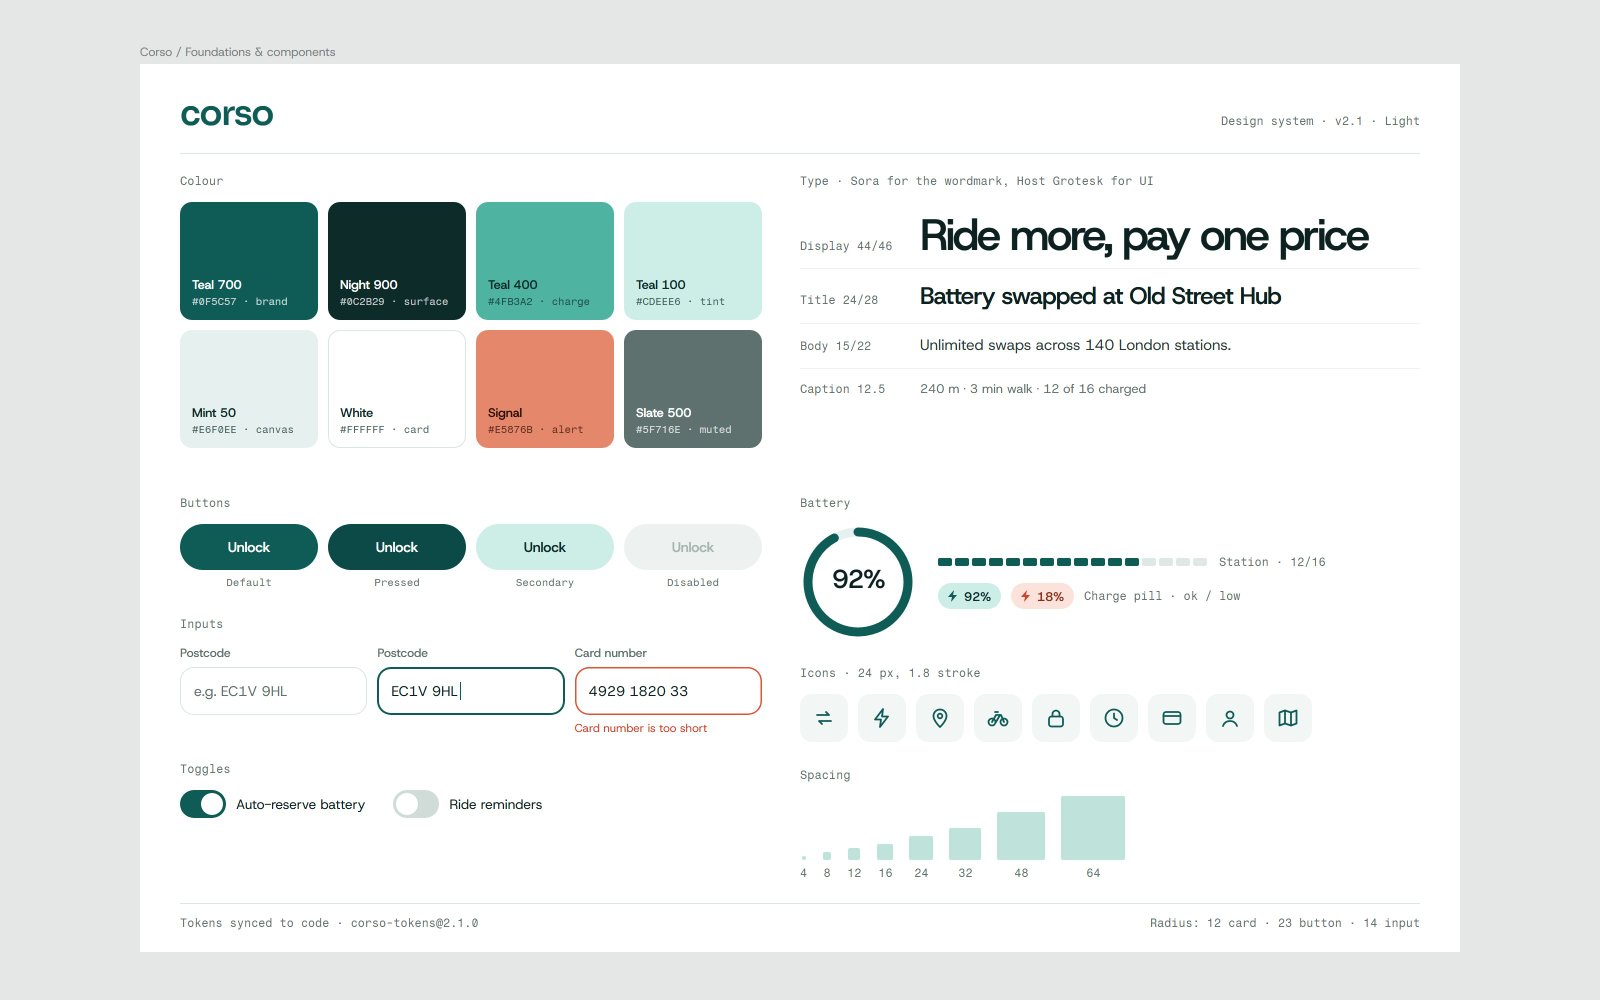 Corso / Foundations & components
corso
Design system · v2.1 · Light
Colour
Teal 700
#0F5C57 · brand
Night 900
#0C2B29 · surface
Teal 400
#4FB3A2 · charge
Teal 100
#CDEEE6 · tint
Mint 50
#E6F0EE · canvas
White
#FFFFFF · card
Signal
#E5876B · alert
Slate 500
#5F716E · muted
Type · Sora for the wordmark, Host Grotesk for UI
Display 44/46
Ride more, pay one price
Title 24/28
Battery swapped at Old Street Hub
Body 15/22
Unlimited swaps across 140 London stations.
Caption 12.5
240 m · 3 min walk · 12 of 16 charged
Buttons
Unlock
Default
Unlock
Pressed
Unlock
Secondary
Unlock
Disabled
Inputs
Postcode
e.g. EC1V 9HL
Postcode
EC1V 9HL
Card number
4929 1820 33
Card number is too short
Toggles
Auto-reserve battery
Ride reminders
Battery
92%
Station · 12/16
92%
18%
Charge pill · ok / low
Icons · 24 px, 1.8 stroke
Spacing
4 8 12 16 24 32 48 64
Tokens synced to code · corso-tokens@2.1.0
Radius: 12 card · 23 button · 14 input